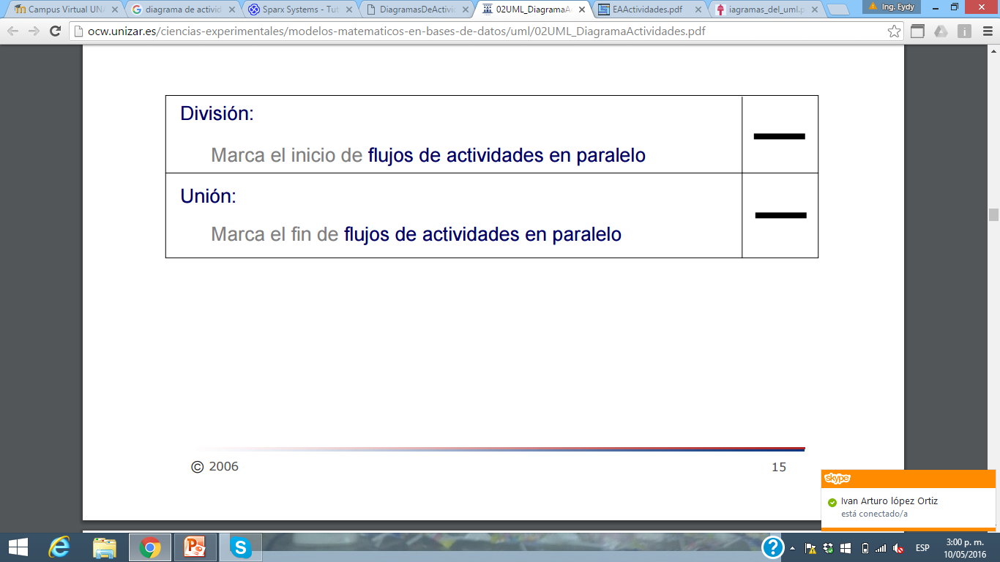 Campus Virtual UNA
diagrama de activid
Sparx Systems - Tut
DiagramasDeActivid
02UML_DiagramaA
EAActividades.pdf
iagramas_del_uml.p
Ing. Eydy
ocw.unizar.es/ciencias-experimentales/modelos-matematicos-en-bases-de-datos/uml/02UML_DiagramaActividades.pdf
División:
Marca el inicio de flujos de actividades en paralelo
Unión:
Marca el fin de flujos de actividades en paralelo
© 2006
15
skype
Ivan Arturo lópez Ortiz
está conectado/a
ESP
3:00 p. m.
10/05/2016